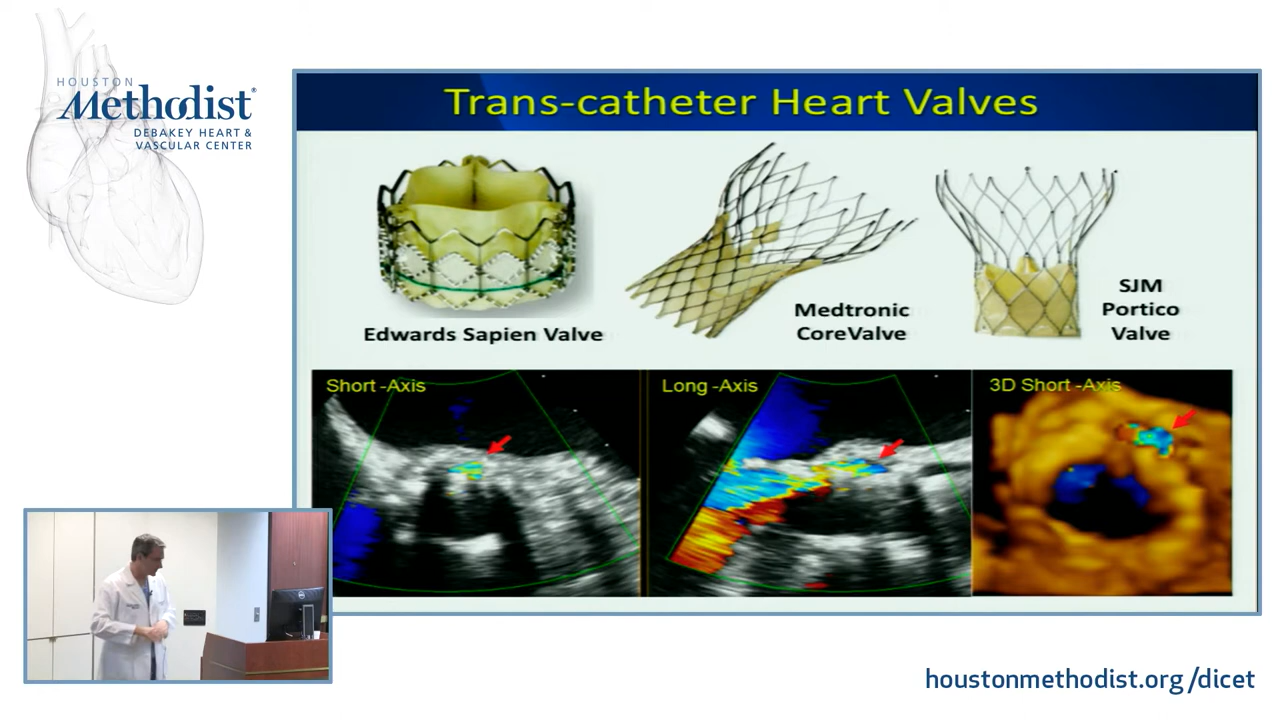 HOUSTON
Methodist®
DEBAKEY HEART &
VASCULAR CENTER
Trans-catheter Heart Valves
Edwards Sapien Valve
Medtronic
CoreValve
SJM
Portico
Valve
Short -Axis
Long -Axis
3D Short -Axis
houstonmethodist.org/dicet